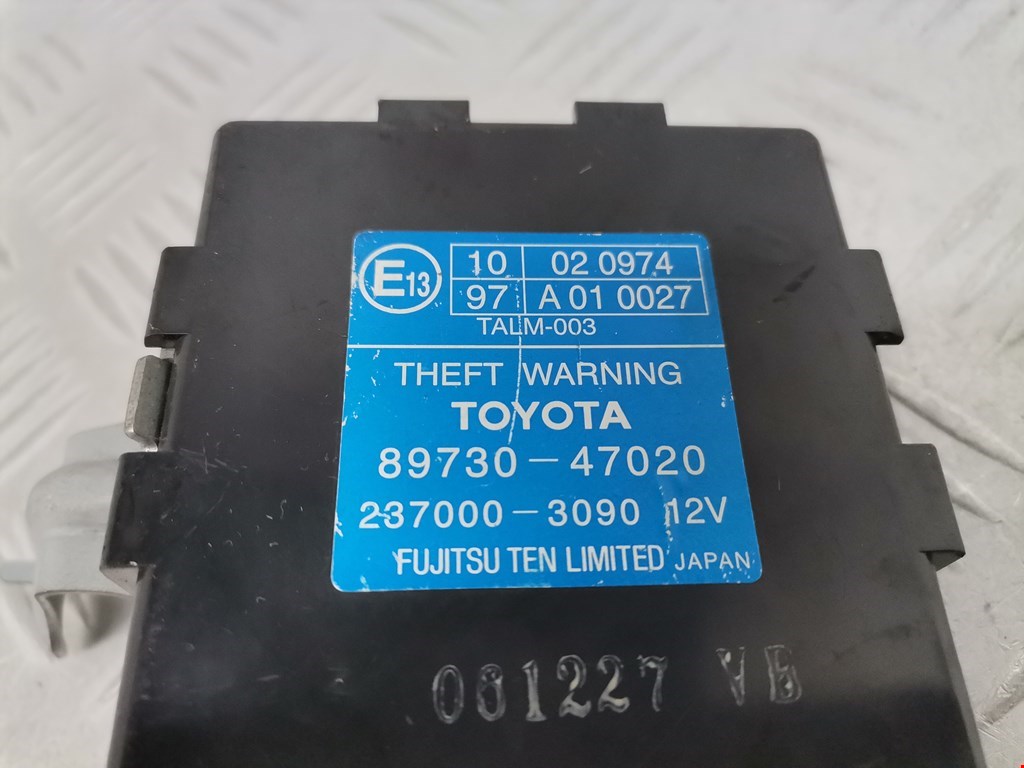 E13
10 02 0974
97 A 01 0027
TALM-003
THEFT WARNING
TOYOTA
89730-47020
237000-3090 12V
FUJITSU TEN LIMITED JAPAN
061227 VB